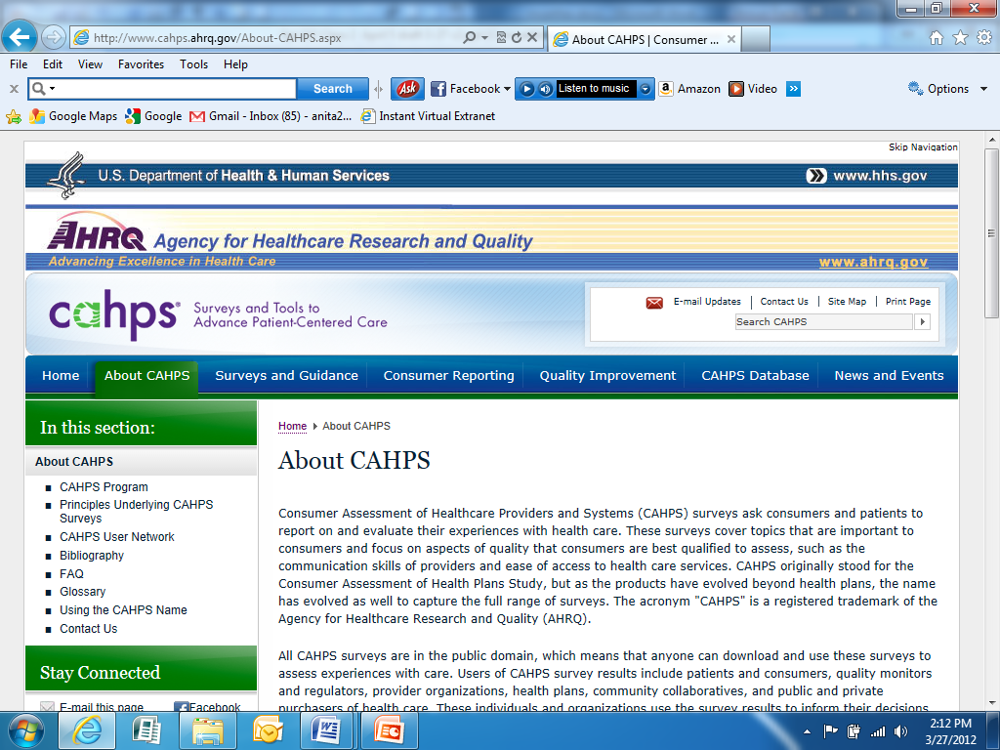 http://www.cahps.ahrq.gov/About-CAHPS.aspx
About CAHPS | Consumer ...
File Edit View Favorites Tools Help
Search Ask Facebook Listen to music Amazon Video Options
Google Maps Google Gmail - Inbox (85) - anita2... Instant Virtual Extranet
Skip Navigation
U.S. Department of Health & Human Services www.hhs.gov
AHRQ Agency for Healthcare Research and Quality
Advancing Excellence in Health Care www.ahrq.gov
cahps® Surveys and Tools to
Advance Patient-Centered Care
E-mail Updates | Contact Us | Site Map | Print Page
Search CAHPS
Home About CAHPS Surveys and Guidance Consumer Reporting Quality Improvement CAHPS Database News and Events
In this section:
About CAHPS
CAHPS Program
Principles Underlying CAHPS
Surveys
CAHPS User Network
Bibliography
FAQ
Glossary
Using the CAHPS Name
Contact Us
Stay Connected
E-mail this page Facebook
Home About CAHPS
About CAHPS
Consumer Assessment of Healthcare Providers and Systems (CAHPS) surveys ask consumers and patients to
report on and evaluate their experiences with health care. These surveys cover topics that are important to
consumers and focus on aspects of quality that consumers are best qualified to assess, such as the
communication skills of providers and ease of access to health care services. CAHPS originally stood for the
Consumer Assessment of Health Plans Study, but as the products have evolved beyond health plans, the name
has evolved as well to capture the full range of surveys. The acronym "CAHPS" is a registered trademark of the
Agency for Healthcare Research and Quality (AHRQ).
All CAHPS surveys are in the public domain, which means that anyone can download and use these surveys to
assess experiences with care. Users of CAHPS survey results include patients and consumers, quality monitors
and regulators, provider organizations, health plans, community collaboratives, and public and private
purchasers of health care. These individuals and organizations use the survey results to inform their decisions
2:12 PM
3/27/2012